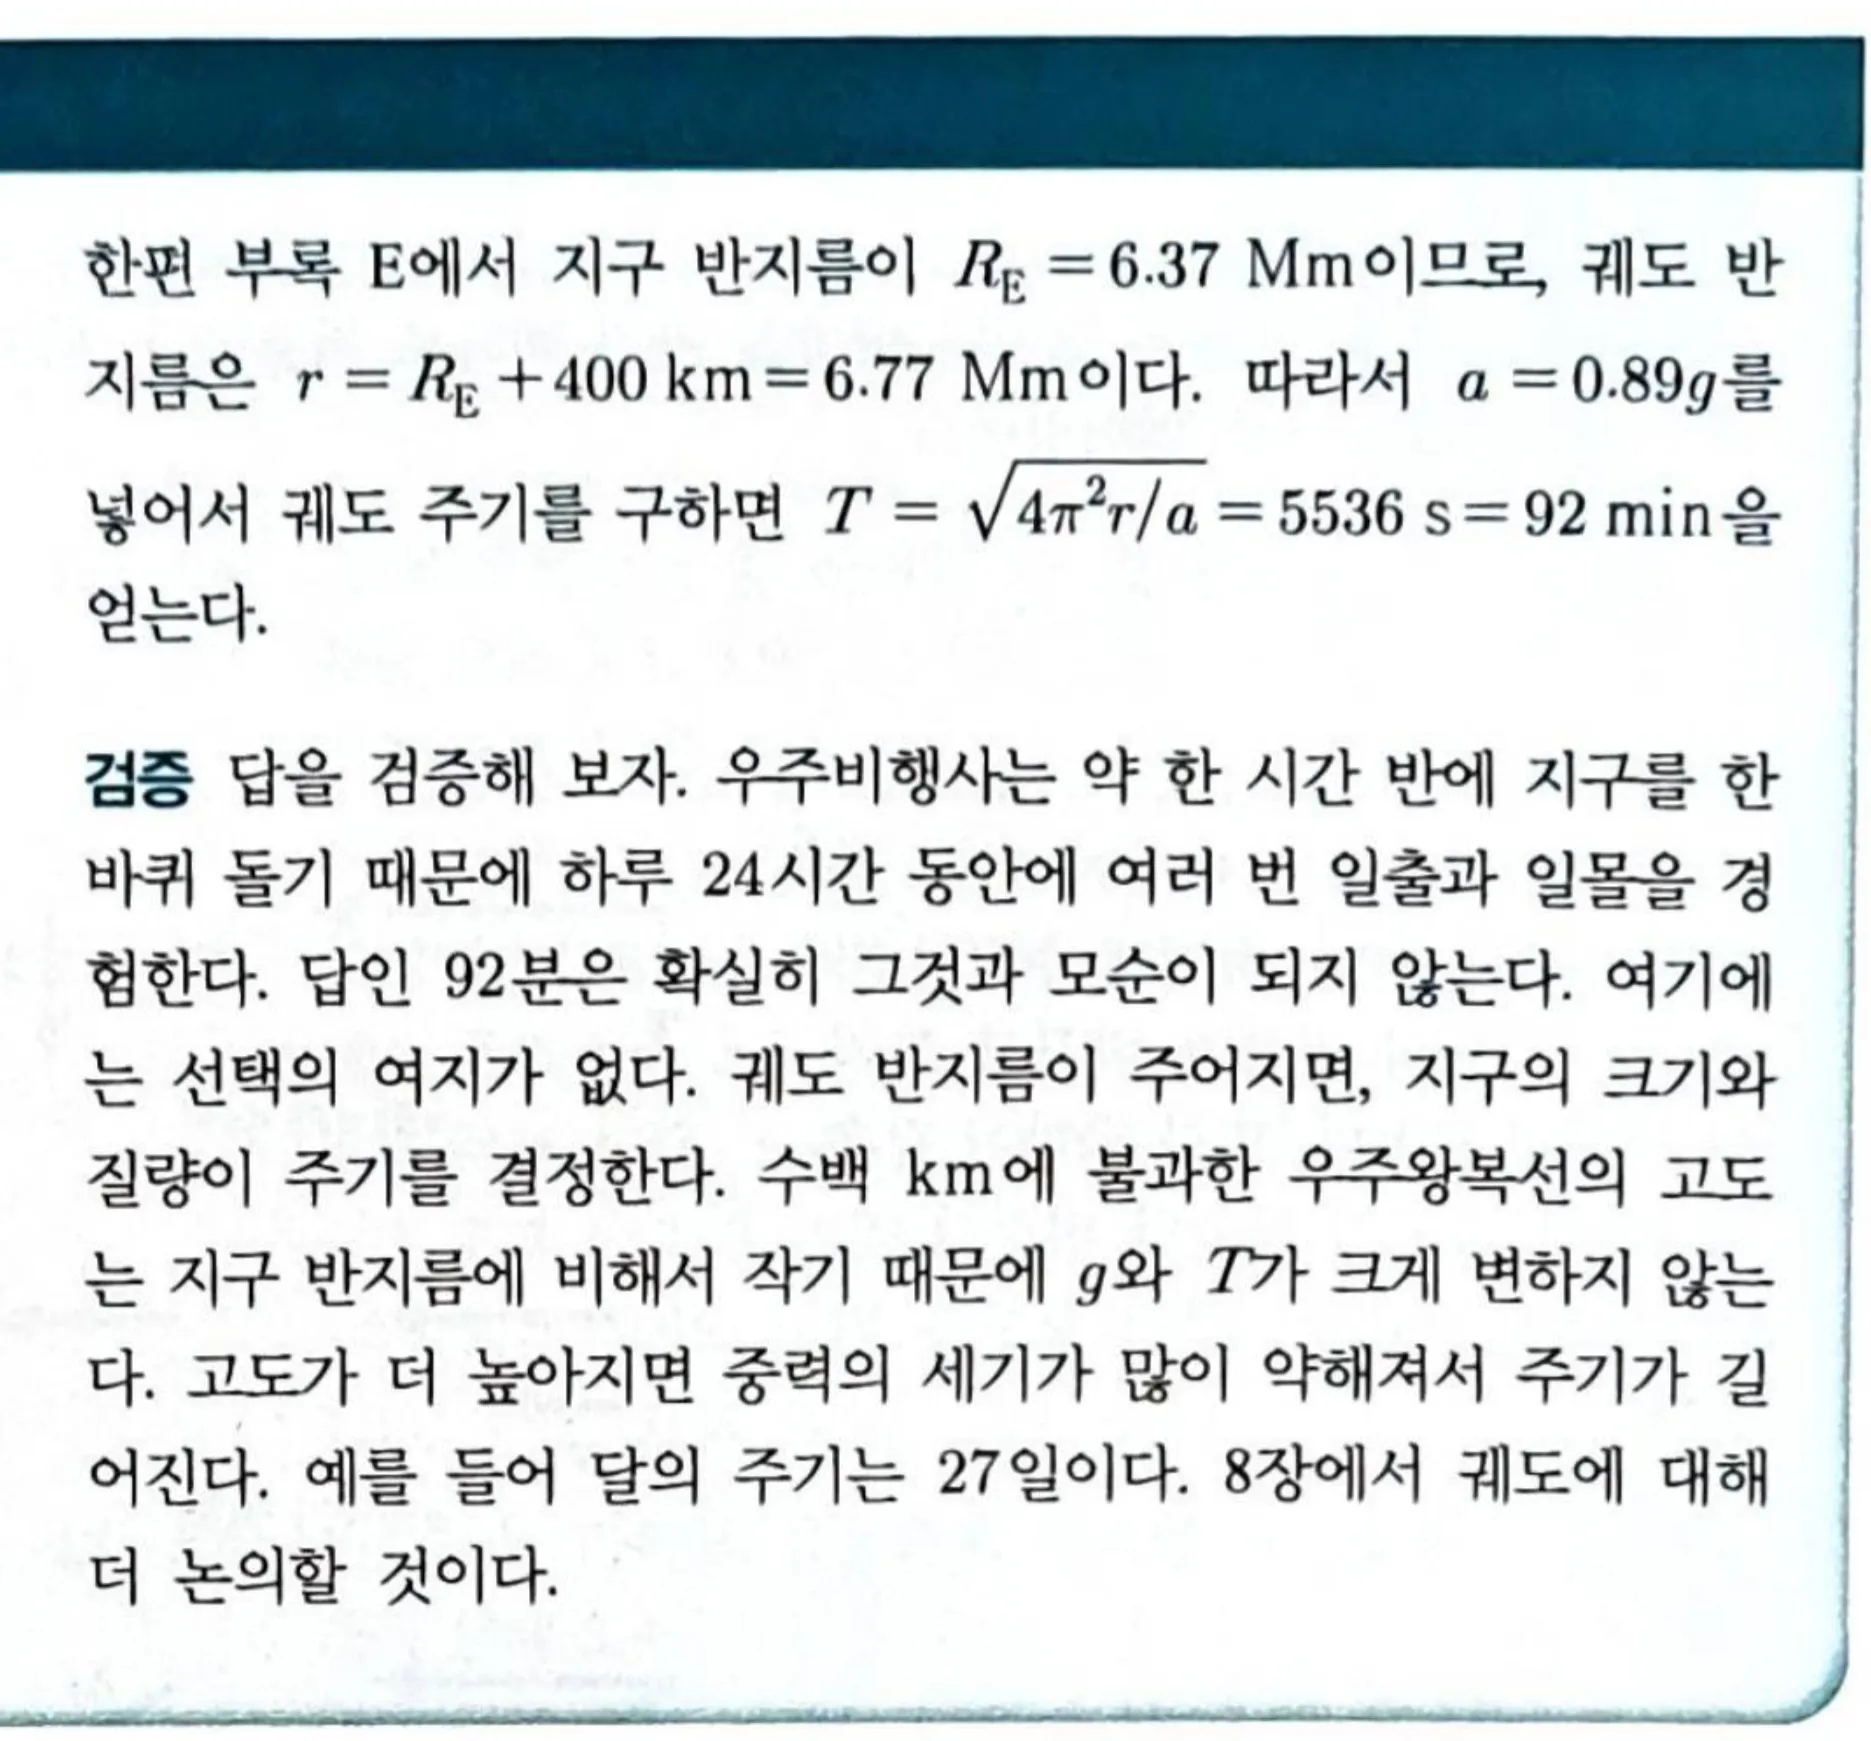 한편 부록 E에서 지구 반지름이 R_E = 6.37 Mm이므로, 궤도 반
지름은 r = R_E + 400 km = 6.77 Mm이다. 따라서 a = 0.89g를
넣어서 궤도 주기를 구하면 T = √(4π²r/a) = 5536 s = 92 min을
얻는다.
검증 답을 검증해 보자. 우주비행사는 약 한 시간 반에 지구를 한
바퀴 돌기 때문에 하루 24시간 동안에 여러 번 일출과 일몰을 경
험한다. 답인 92분은 확실히 그것과 모순이 되지 않는다. 여기에
는 선택의 여지가 없다. 궤도 반지름이 주어지면, 지구의 크기와
질량이 주기를 결정한다. 수백 km에 불과한 우주왕복선의 고도
는 지구 반지름에 비해서 작기 때문에 g와 T가 크게 변하지 않는
다. 고도가 더 높아지면 중력의 세기가 많이 약해져서 주기가 길
어진다. 예를 들어 달의 주기는 27일이다. 8장에서 궤도에 대해
더 논의할 것이다.